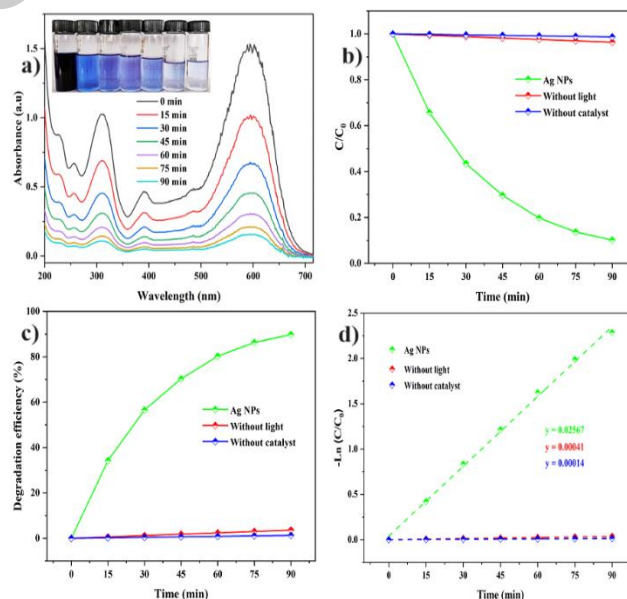 a)
0 min
15 min
30 min
45 min
60 min
75 min
90 min
Absorbance (a.u)
1.5
1.0
0.5
0.0
200 300 400 500 600 700
Wavelength (nm)
b)
Ag NPs
Without light
Without catalyst
C/C₀
1.0
0.8
0.6
0.4
0.2
0.0
0 15 30 45 60 75 90
Time (min)
c)
Ag NPs
Without light
Without catalyst
Degradation efficiency (%)
100
80
60
40
20
0
0 15 30 45 60 75 90
Time (min)
d)
Ag NPs
Without light
Without catalyst
y = 0.02567
y = 0.00041
y = 0.00014
-Ln (C/C₀)
2.5
2.0
1.5
1.0
0.5
0.0
0 15 30 45 60 75 90
Time (min)